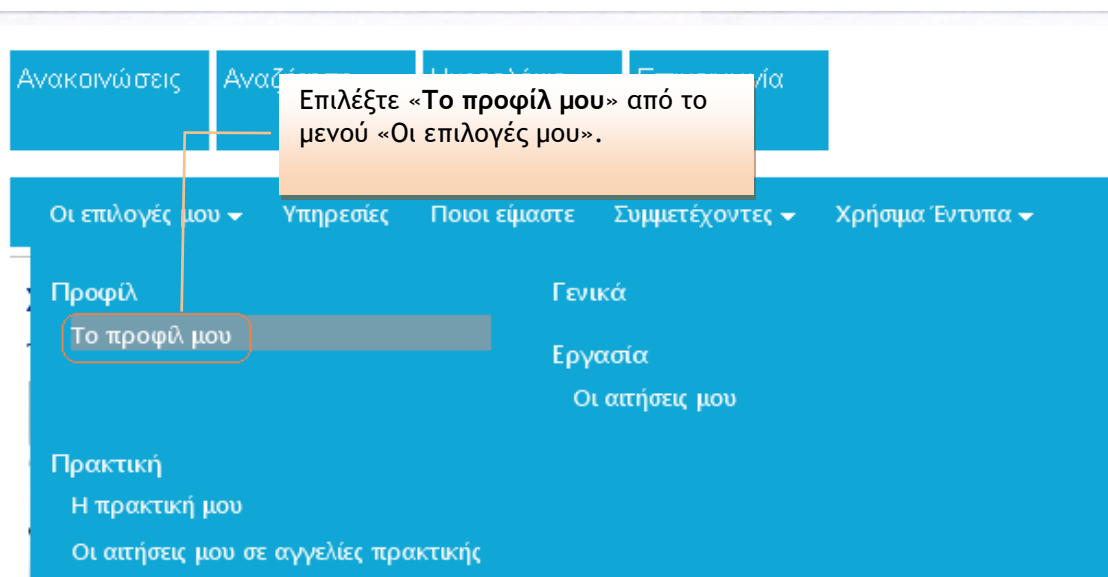 Ανακοινώσεις
Επιλέξτε «Το προφίλ μου» από το
μενού «Οι επιλογές μου».
Οι επιλογές μου Υπηρεσίες Ποιοι είμαστε Συμμετέχοντες Χρήσιμα Έντυπα
Προφίλ Γενικά
Το προφίλ μου
Εργασία
Οι αιτήσεις μου
Πρακτική
Η πρακτική μου
Οι αιτήσεις μου σε αγγελίες πρακτικής